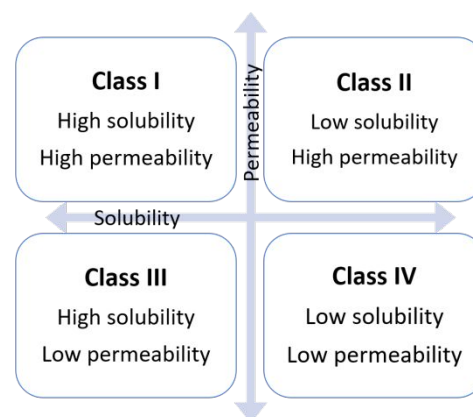 Class I
High solubility
High permeability
Permeability
Class II
Low solubility
High permeability
Solubility
Class III
High solubility
Low permeability
Class IV
Low solubility
Low permeability